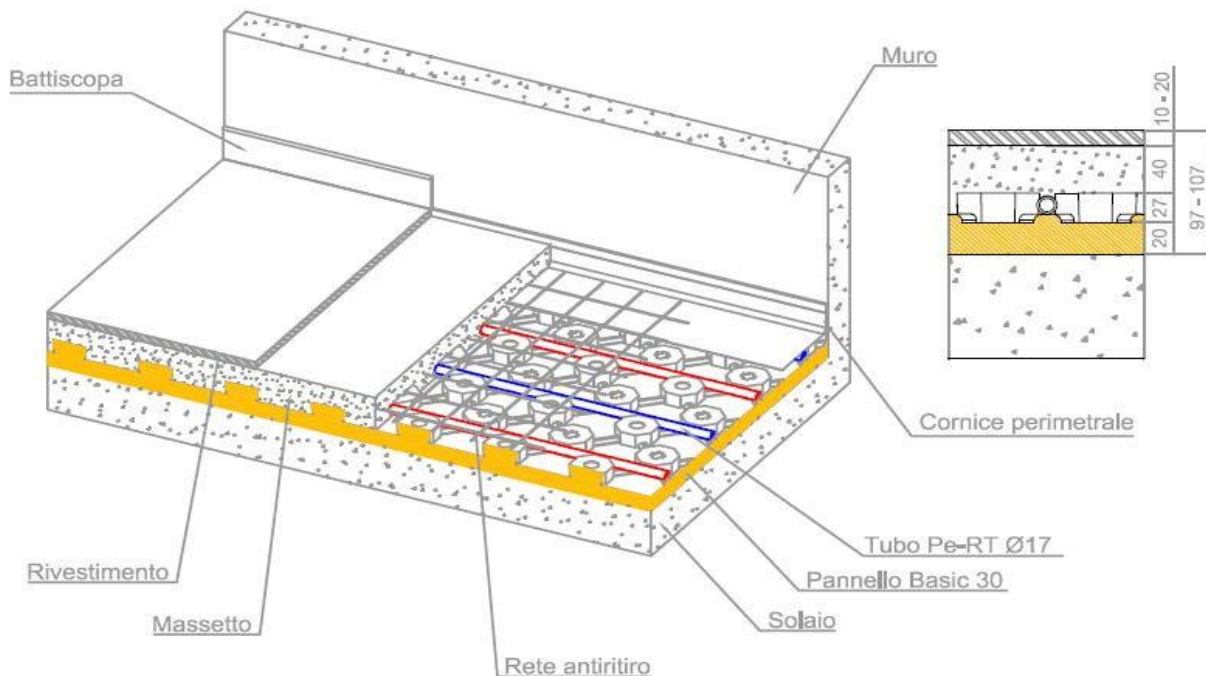 Battiscopa
Muro
10 - 20
40
27
20
97 - 107
Cornice perimetrale
Tubo Pe-RT Ø17
Pannello Basic 30
Solaio
Rivestimento
Massetto
Rete antiritiro